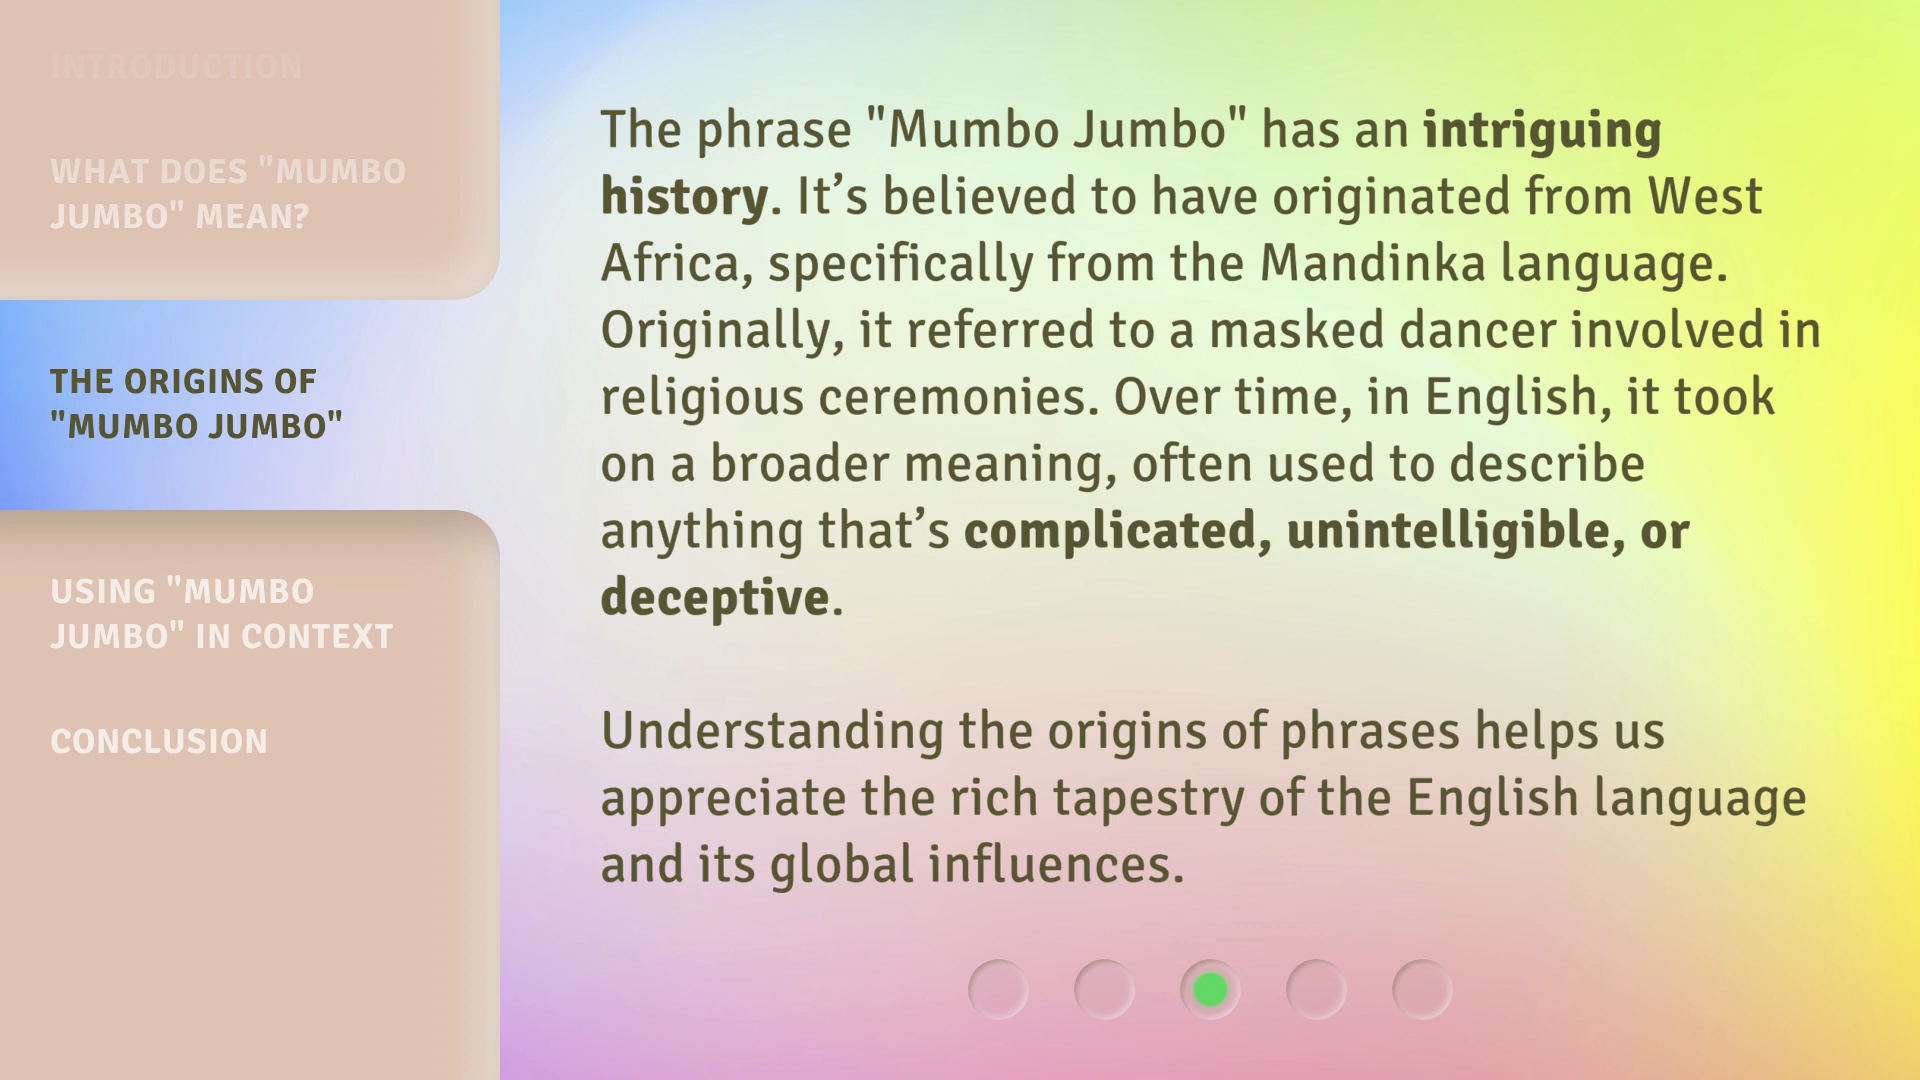 INTRODUCTION
WHAT DOES "MUMBO
JUMBO" MEAN?
THE ORIGINS OF
"MUMBO JUMBO"
USING "MUMBO
JUMBO" IN CONTEXT
CONCLUSION
The phrase "Mumbo Jumbo" has an intriguing
history. It’s believed to have originated from West
Africa, specifically from the Mandinka language.
Originally, it referred to a masked dancer involved in
religious ceremonies. Over time, in English, it took
on a broader meaning, often used to describe
anything that’s complicated, unintelligible, or
deceptive.
Understanding the origins of phrases helps us
appreciate the rich tapestry of the English language
and its global influences.